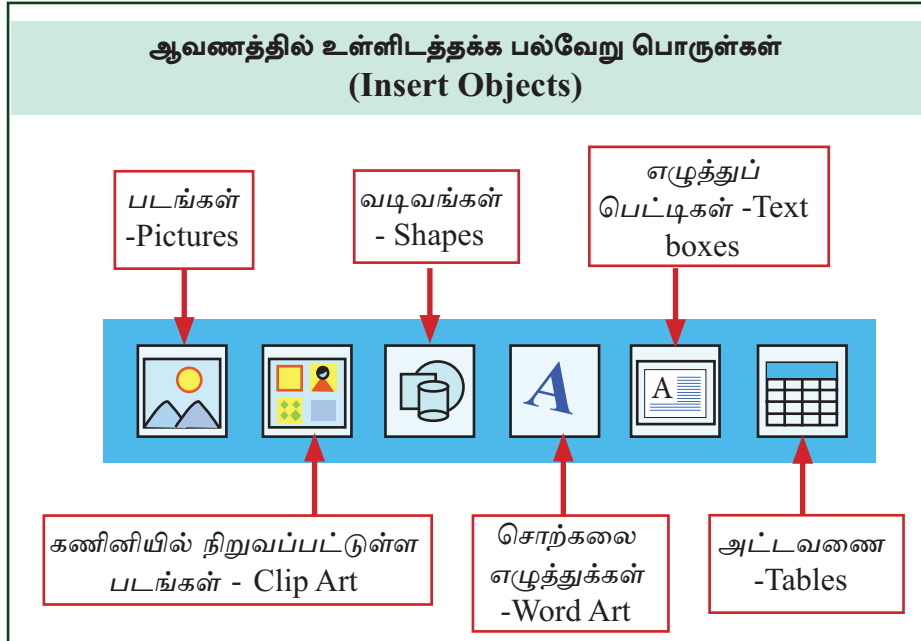 ஆவணத்தில் உள்ளிடத்தக்க பல்வேறு பொருள்கள்
(Insert Objects)
படங்கள்
-Pictures
வடிவங்கள்
- Shapes
எழுத்துப்
பெட்டிகள் -Text
boxes
A
A
கணினியில் நிறுவப்பட்டுள்ள
படங்கள் - Clip Art
சொற்கலை
எழுத்துக்கள்
-Word Art
அட்டவணை
-Tables